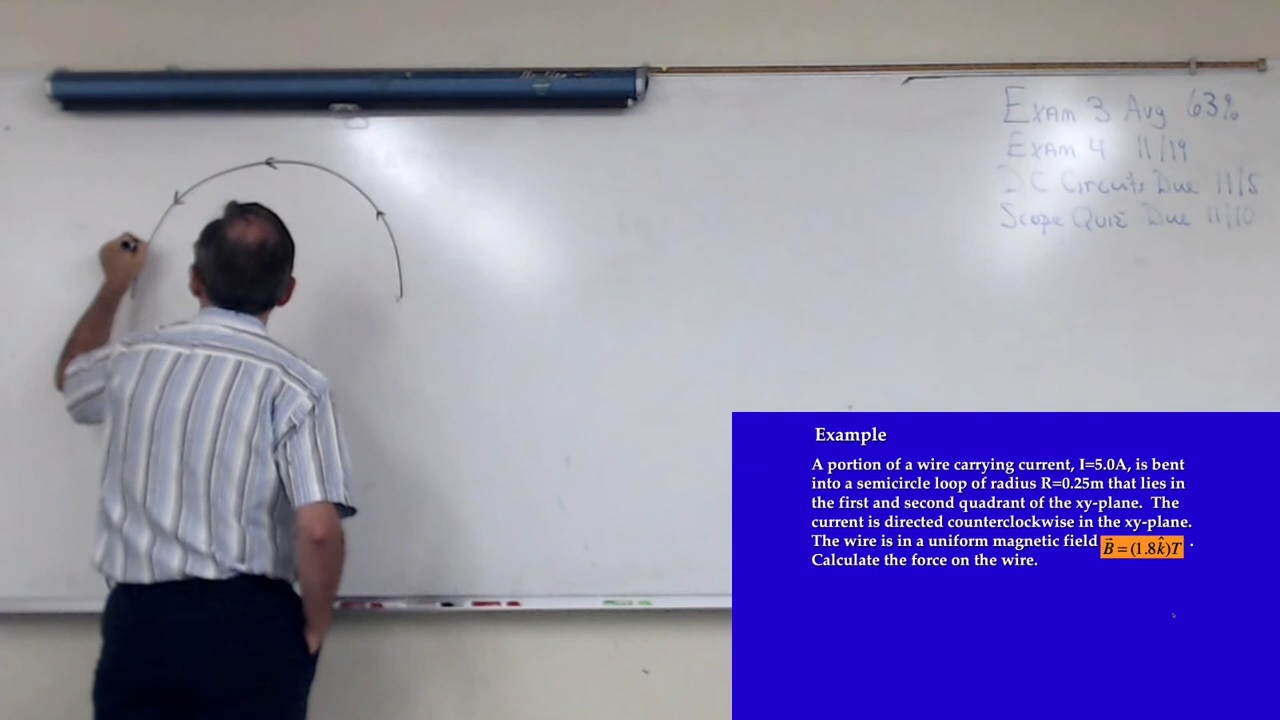 Exam 3 Avg 63%
Exam 4 11/19
DC Circuits Due 11/5
Scope Quiz Due 11/10
Example
A portion of a wire carrying current, I=5.0A, is bent
into a semicircle loop of radius R=0.25m that lies in
the first and second quadrant of the xy-plane. The
current is directed counterclockwise in the xy-plane.
The wire is in a uniform magnetic field B⃗ = (1.8k̂)T .
Calculate the force on the wire.